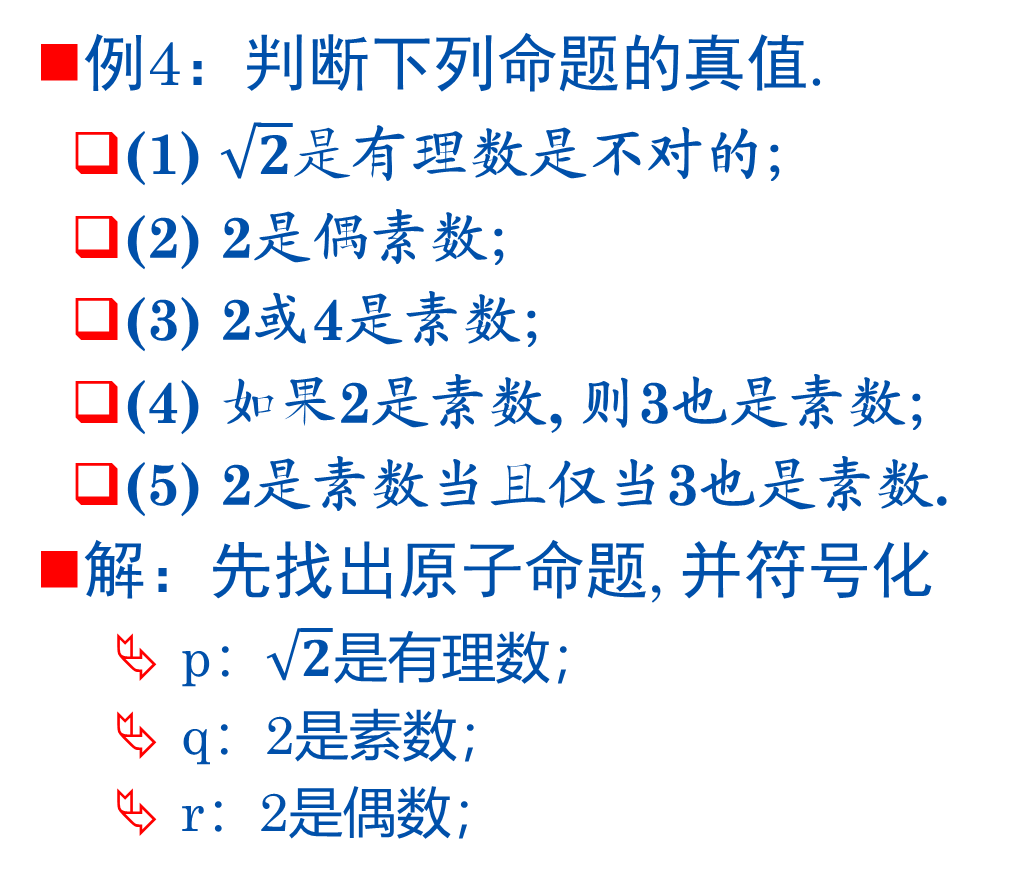 例4：判断下列命题的真值.
(1) √2是有理数是不对的;
(2) 2是偶素数;
(3) 2或4是素数;
(4) 如果2是素数, 则3也是素数;
(5) 2是素数当且仅当3也是素数.
解：先找出原子命题, 并符号化
p：√2是有理数;
q：2是素数;
r：2是偶数;